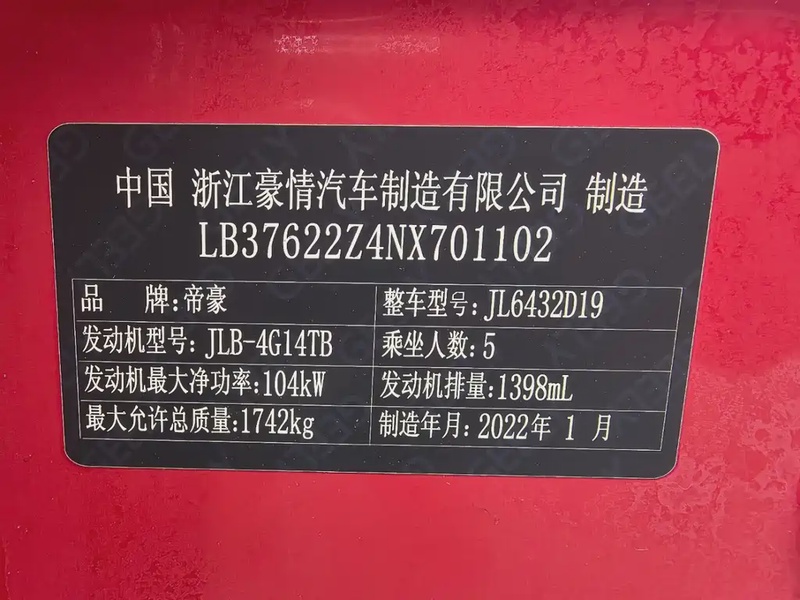 中国 浙江豪情汽车制造有限公司 制造
LB37622Z4NX701102
品 牌:帝豪 整车型号:JL6432D19
发动机型号: JLB-4G14TB 乘坐人数:5
发动机最大净功率:104kW 发动机排量:1398mL
最大允许总质量:1742kg 制造年月: 2022年 1 月